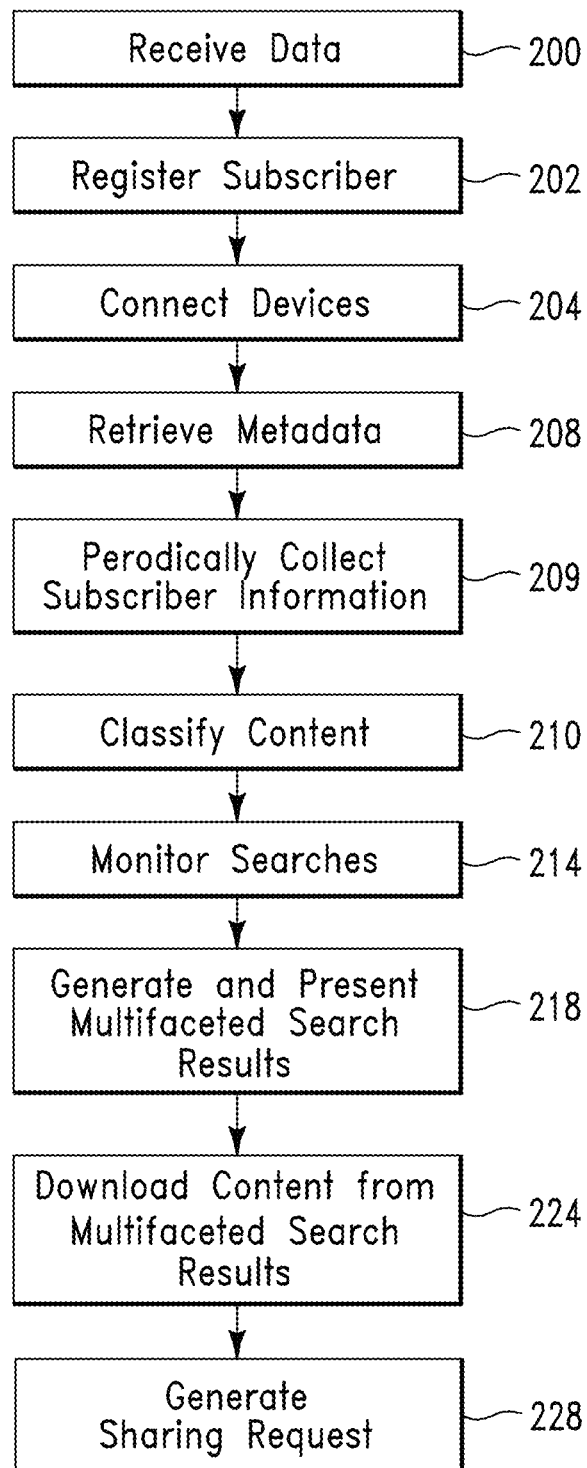 Receive Data
200
Register Subscriber
202
Connect Devices
204
Retrieve Metadata
208
Perodically Collect
Subscriber Information
209
Classify Content
210
Monitor Searches
214
Generate and Present
Multifaceted Search
Results
218
Download Content from
Multifaceted Search
Results
224
Generate
Sharing Request
228